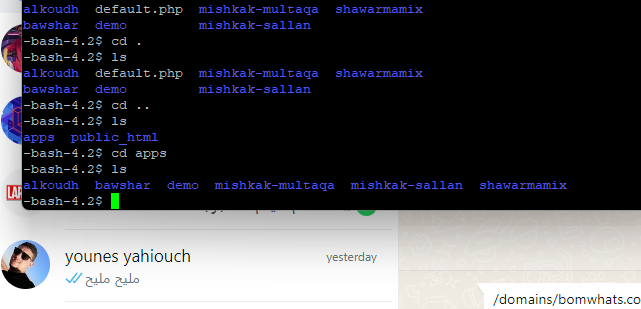 alkoudh default.php mishkak-multaqa shawarmamix
bawshar demo mishkak-sallan
-bash-4.2$ cd .
-bash-4.2$ ls
alkoudh default.php mishkak-multaqa shawarmamix
bawshar demo mishkak-sallan
-bash-4.2$ cd ..
-bash-4.2$ ls
apps public_html
-bash-4.2$ cd apps
-bash-4.2$ ls
alkoudh bawshar demo mishkak-multaqa mishkak-sallan shawarmamix
-bash-4.2$
LAR
younes yahiouch yesterday
مليح مليح
/domains/bomwhats.co